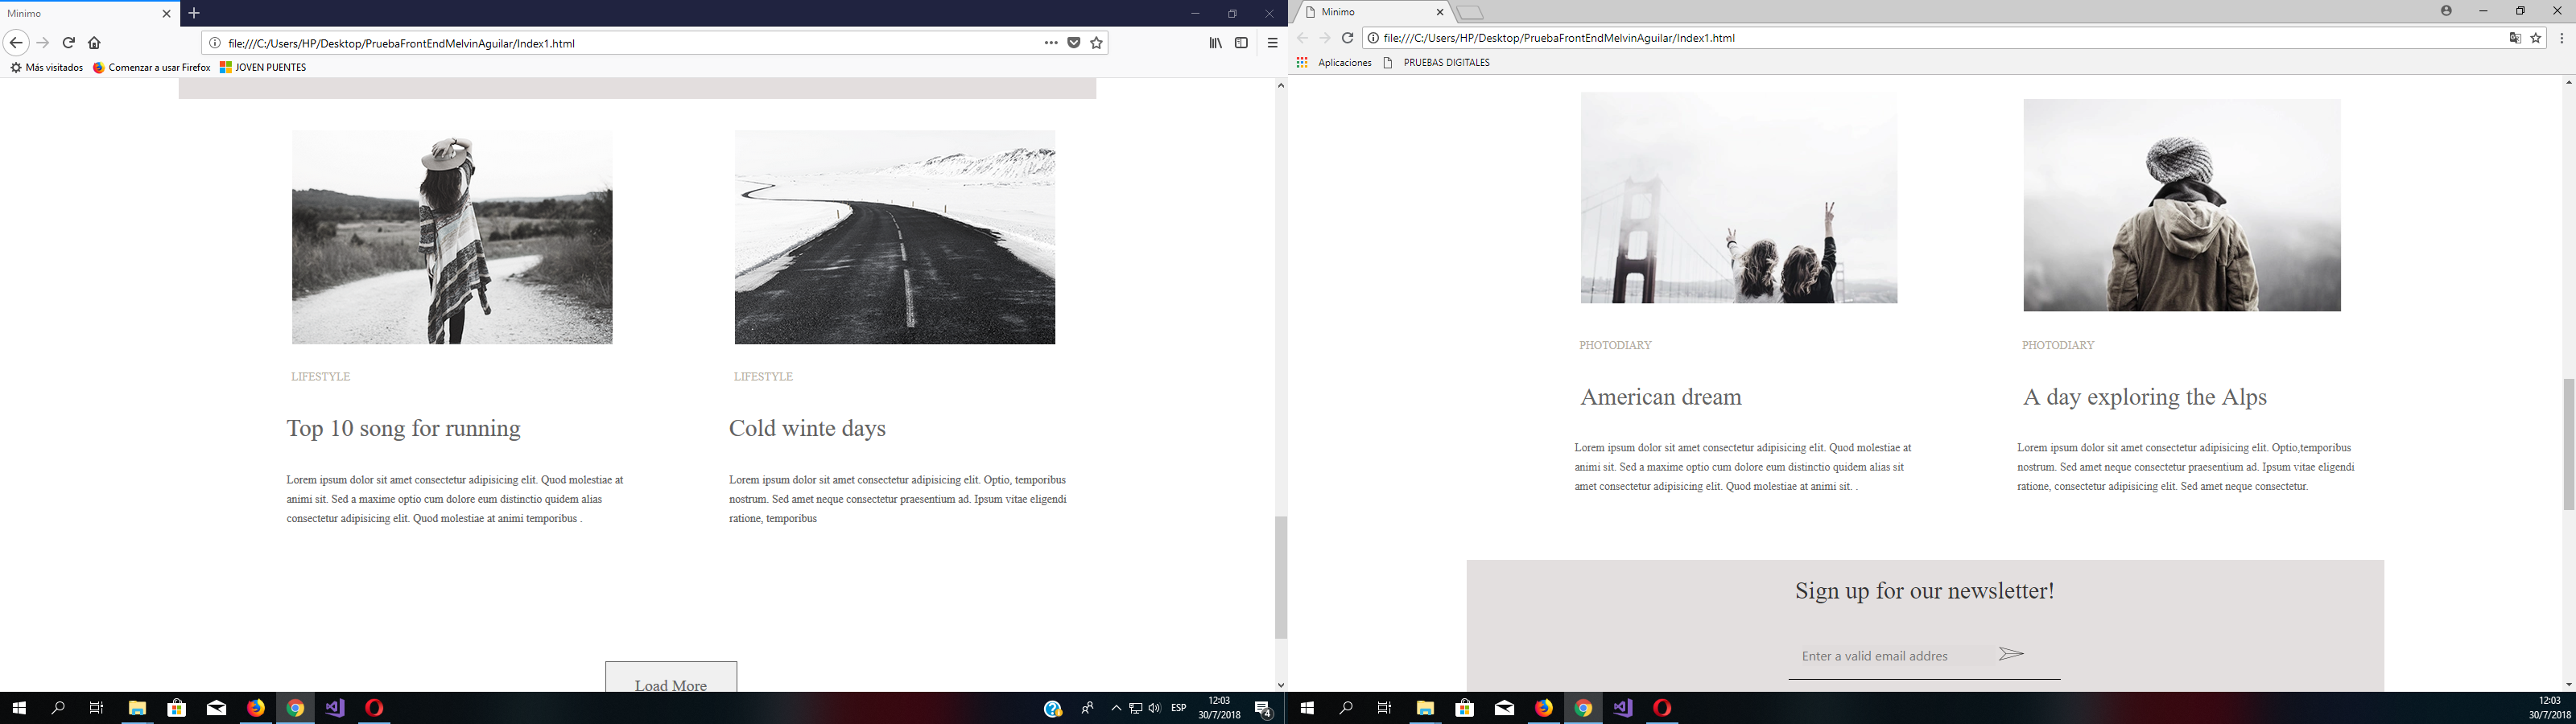 Minimo
file:///C:/Users/HP/Desktop/PruebaFrontEndMelvinAguilar/Index1.html
Más visitados
Comenzar a usar Firefox
JOVEN PUENTES
LIFESTYLE
Top 10 song for running
Lorem ipsum dolor sit amet consectetur adipisicing elit. Quod molestiae at
animi sit. Sed a maxime optio cum dolore eum distinctio quidem alias
consectetur adipisicing elit. Quod molestiae at animi temporibus .
LIFESTYLE
Cold winte days
Lorem ipsum dolor sit amet consectetur adipisicing elit. Optio, temporibus
nostrum. Sed amet neque consectetur praesentium ad. Ipsum vitae eligendi
ratione, temporibus
Load More
ESP
12:03
30/7/2018
4
Minimo
file:///C:/Users/HP/Desktop/PruebaFrontEndMelvinAguilar/Index1.html
Aplicaciones
PRUEBAS DIGITALES
PHOTODIARY
American dream
Lorem ipsum dolor sit amet consectetur adipisicing elit. Quod molestiae at
animi sit. Sed a maxime optio cum dolore eum distinctio quidem alias sit
amet consectetur adipisicing elit. Quod molestiae at animi sit. .
PHOTODIARY
A day exploring the Alps
Lorem ipsum dolor sit amet consectetur adipisicing elit. Optio,temporibus
nostrum. Sed amet neque consectetur praesentium ad. Ipsum vitae eligendi
ratione, consectetur adipisicing elit. Sed amet neque consectetur.
Sign up for our newsletter!
Enter a valid email addres
12:03
30/7/2018